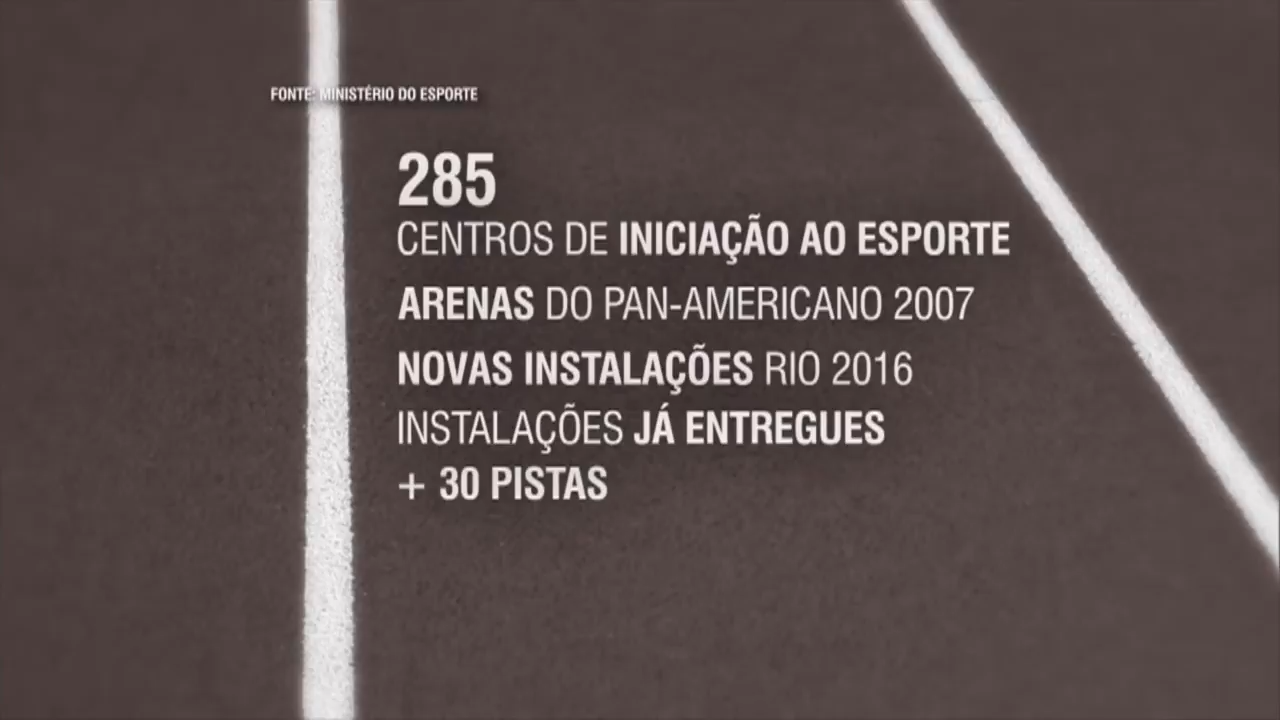 FONTE: MINISTÉRIO DO ESPORTE
285
CENTROS DE INICIAÇÃO AO ESPORTE
ARENAS DO PAN-AMERICANO 2007
NOVAS INSTALAÇÕES RIO 2016
INSTALAÇÕES JÁ ENTREGUES
+ 30 PISTAS